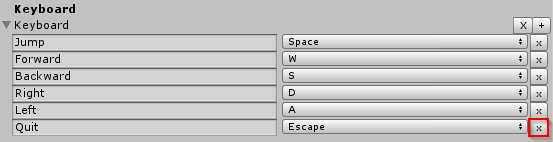 Keyboard
Keyboard X +
Jump Space x
Forward W x
Backward S x
Right D x
Left A x
Quit Escape x